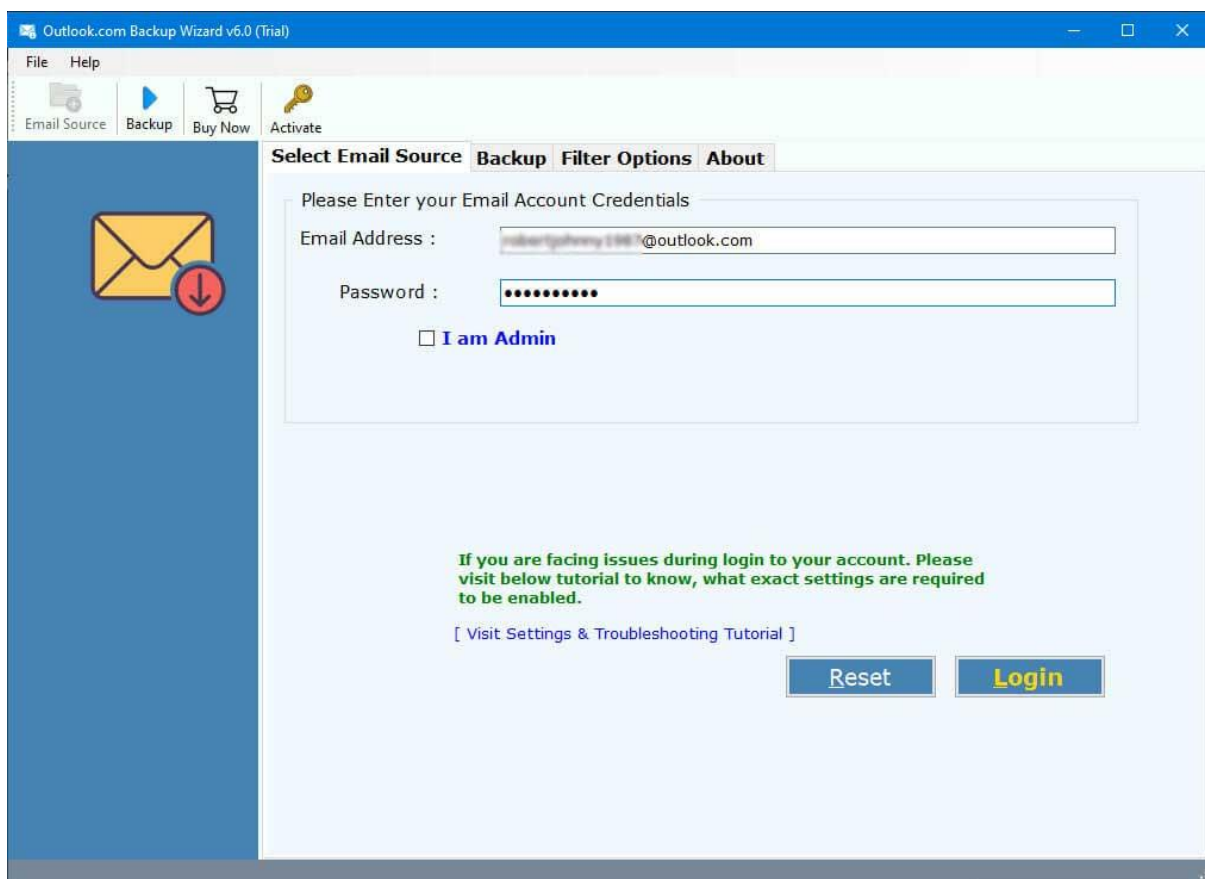 Outlook.com Backup Wizard v6.0 (Trial)
File Help
Email Source Backup Buy Now Activate
Select Email Source Backup Filter Options About
Please Enter your Email Account Credentials
Email Address : @outlook.com
Password : ••••••••••
I am Admin
If you are facing issues during login to your account. Please
visit below tutorial to know, what exact settings are required
to be enabled.
[ Visit Settings & Troubleshooting Tutorial ]
Reset Login